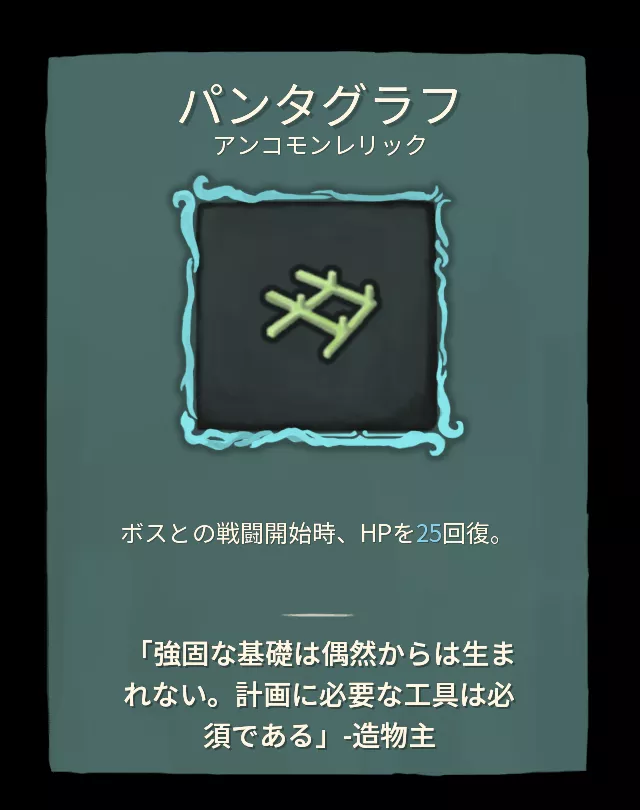 パンタグラフ
アンコモンレリック
ボスとの戦闘開始時、HPを25回復。
「強固な基礎は偶然からは生ま
れない。計画に必要な工具は必
須である」-造物主